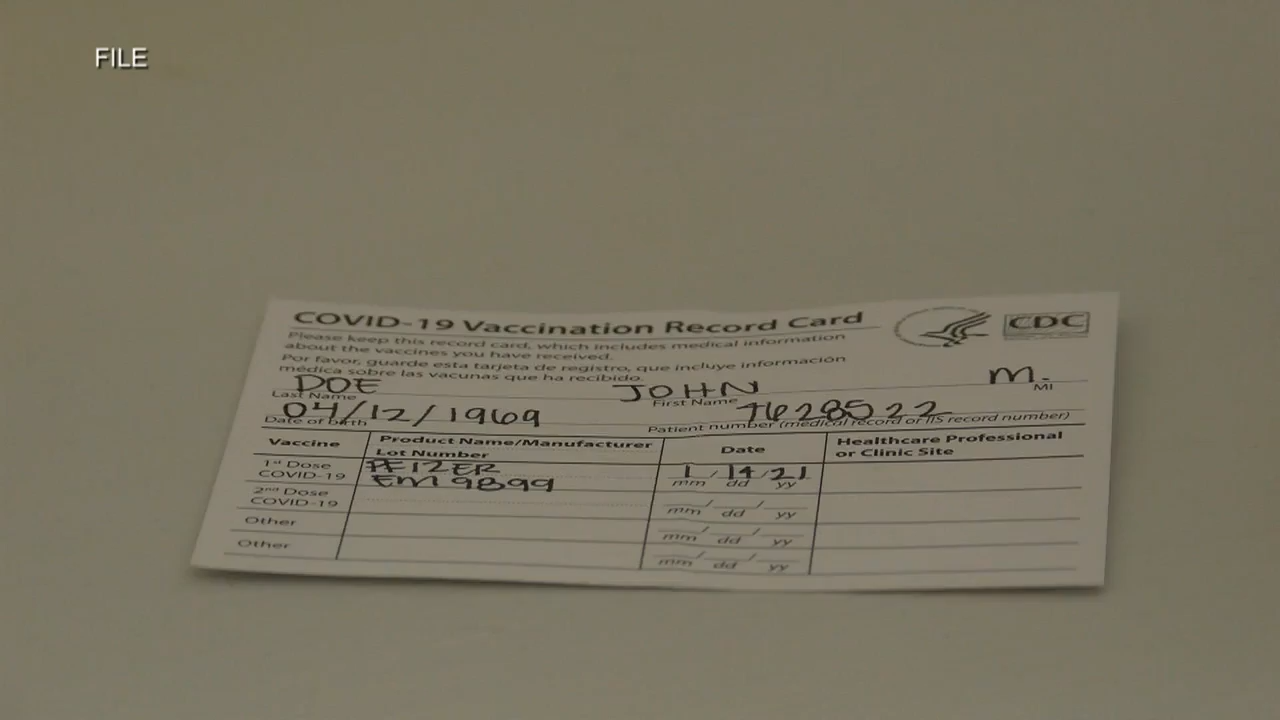 FILE
COVID-19 Vaccination Record Card
CDC
Please keep this record card, which includes medical information
about the vaccines you have received.
Por favor, guarde esta tarjeta de registro, que incluye información
médica sobre las vacunas que ha recibido.
DOE JOHN M.
Last Name First Name MI
04/12/1969 7628522
Date of birth Patient number (medical record or IIS record number)
Vaccine Product Name/Manufacturer Date Healthcare Professional
Lot Number or Clinic Site
1st Dose PFIZER 1/14/21
COVID-19 EM9899 mm dd yy
2nd Dose
COVID-19 mm dd yy
Other mm dd yy
Other mm dd yy